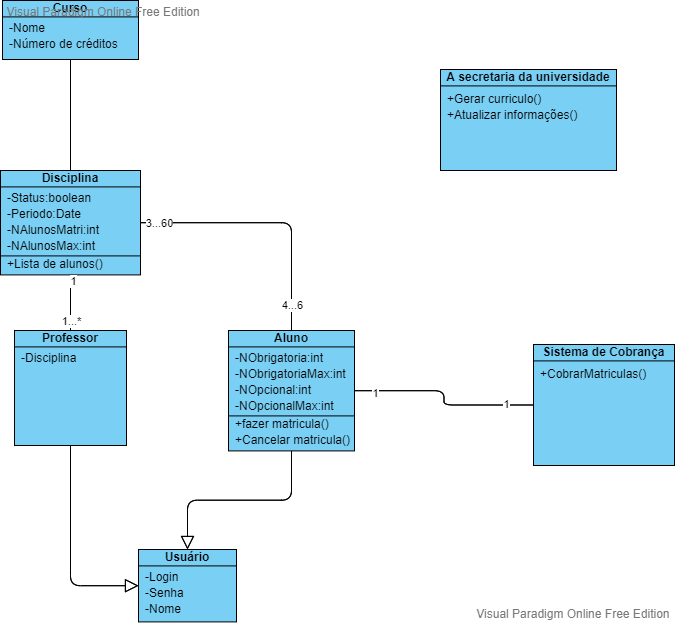 Visual Paradigm Online Free Edition
Curso
-Nome
-Número de créditos
A secretaria da universidade
+Gerar curriculo()
+Atualizar informações()
Disciplina
-Status:boolean
-Periodo:Date
-NAlunosMatri:int
-NAlunosMax:int
+Lista de alunos()
3...60
1
4...6
1...*
Professor
-Disciplina
Aluno
-NObrigatoria:int
-NObrigatoriaMax:int
-NOpcional:int
-NOpcionalMax:int
+fazer matricula()
+Cancelar matricula()
1
1
Sistema de Cobrança
+CobrarMatriculas()
Usuário
-Login
-Senha
-Nome
Visual Paradigm Online Free Edition